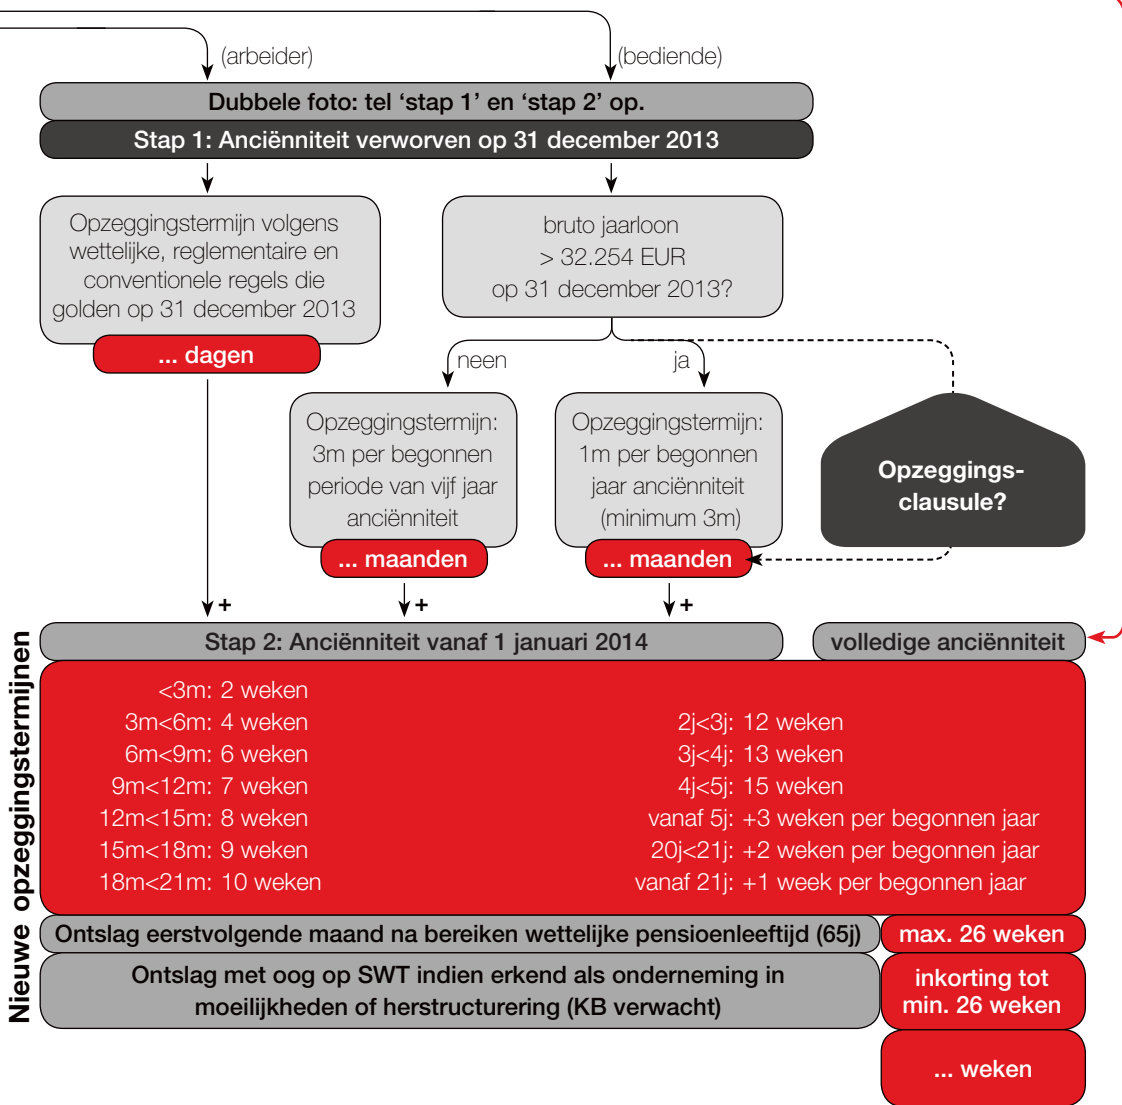 (arbeider)
(bediende)
Dubbele foto: tel ‘stap 1’ en ‘stap 2’ op.
Stap 1: Anciënniteit verworven op 31 december 2013
Opzeggingstermijn volgens
wettelijke, reglementaire en
conventionele regels die
golden op 31 december 2013
... dagen
bruto jaarloon
> 32.254 EUR
op 31 december 2013?
neen
ja
Opzeggingstermijn:
3m per begonnen
periode van vijf jaar
anciënniteit
... maanden
Opzeggingstermijn:
1m per begonnen
jaar anciënniteit
(minimum 3m)
... maanden
Opzeggings-
clausule?
+
+
+
Nieuwe opzeggingstermijnen
Stap 2: Anciënniteit vanaf 1 januari 2014
volledige anciënniteit
<3m: 2 weken
3m<6m: 4 weken
6m<9m: 6 weken
9m<12m: 7 weken
12m<15m: 8 weken
15m<18m: 9 weken
18m<21m: 10 weken
2j<3j: 12 weken
3j<4j: 13 weken
4j<5j: 15 weken
vanaf 5j: +3 weken per begonnen jaar
20j<21j: +2 weken per begonnen jaar
vanaf 21j: +1 week per begonnen jaar
Ontslag eerstvolgende maand na bereiken wettelijke pensioenleeftijd (65j)
max. 26 weken
Ontslag met oog op SWT indien erkend als onderneming in
moeilijkheden of herstructurering (KB verwacht)
inkorting tot
min. 26 weken
... weken